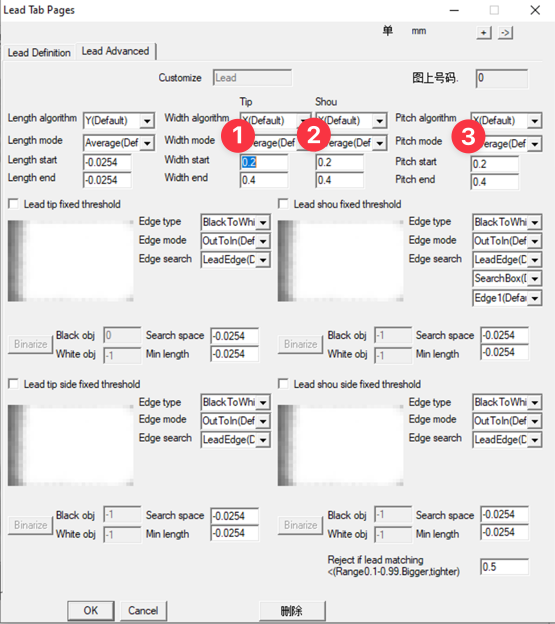 Lead Tab Pages
单 mm + ->
Lead Definition Lead Advanced
Customize Lead 图上号码. 0
Tip Shou
Length algorithm Y(Default) Width algorithm X(Default) X(Default) Pitch algorithm X(Default)
1 2 3
Length mode Average(Def Width mode verage(Def verage(Def Pitch mode verage(Def
Length start -0.0254 Width start 0.2 0.2 Pitch start 0.2
Length end -0.0254 Width end 0.4 0.4 Pitch end 0.4
Lead tip fixed threshold Lead shou fixed threshold
Edge type BlackToWhi Edge type BlackToWhi
Edge mode OutToIn(Def Edge mode OutToIn(Def
Edge search LeadEdge(D Edge search LeadEdge(D
SearchBox(D
Edge1(Defau
Binarize Black obj 0 Search space -0.0254 Binarize Black obj -1 Search space -0.0254
White obj -1 Min length -0.0254 White obj -1 Min length -0.0254
Lead tip side fixed threshold Lead shou side fixed threshold
Edge type BlackToWhi Edge type BlackToWhi
Edge mode OutToIn(Def Edge mode OutToIn(Def
Edge search LeadEdge(D Edge search LeadEdge(D
Binarize Black obj -1 Search space -0.0254 Binarize Black obj -1 Search space -0.0254
White obj -1 Min length -0.0254 White obj -1 Min length -0.0254
Reject if lead matching
<(Range0.1-0.99.Bigger,tighter) 0.5
OK Cancel 刪除